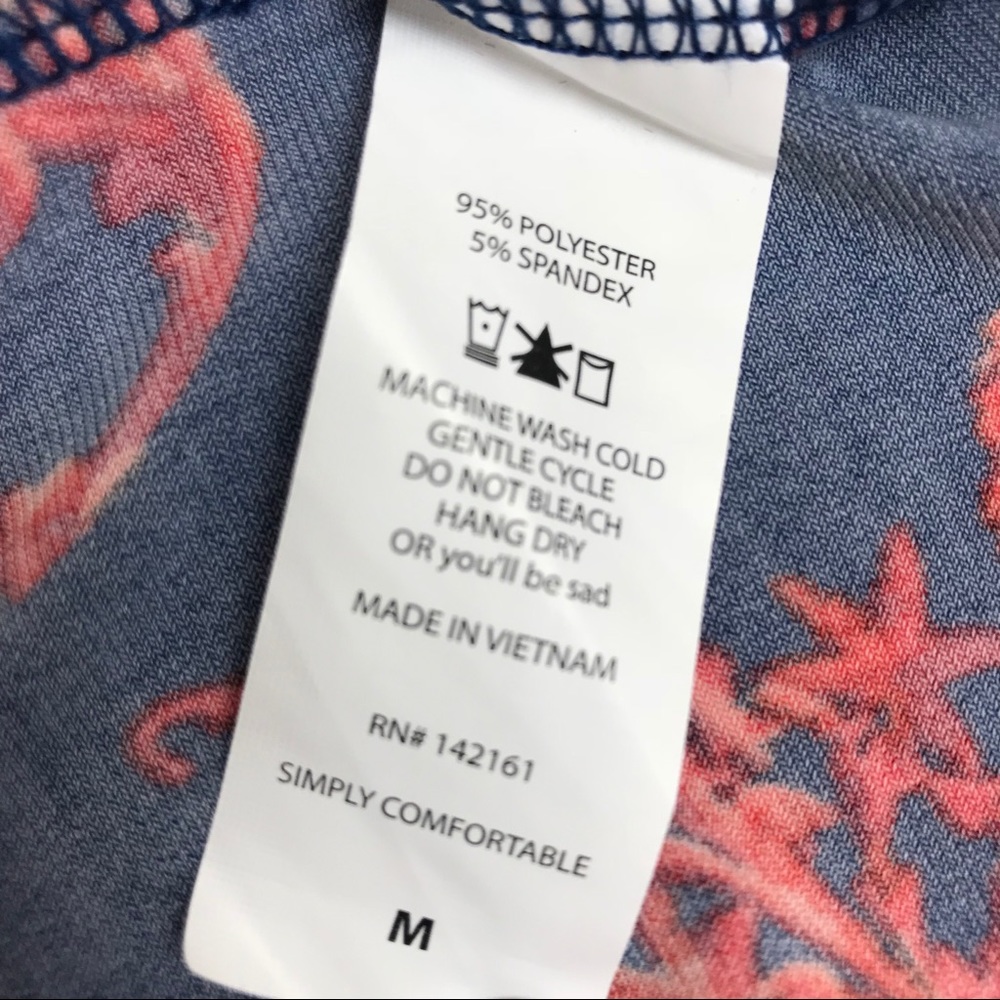 95% POLYESTER
5% SPANDEX
MACHINE WASH COLD
GENTLE CYCLE
DO NOT BLEACH
HANG DRY
OR you'll be sad
MADE IN VIETNAM
RN# 142161
SIMPLY COMFORTABLE
M